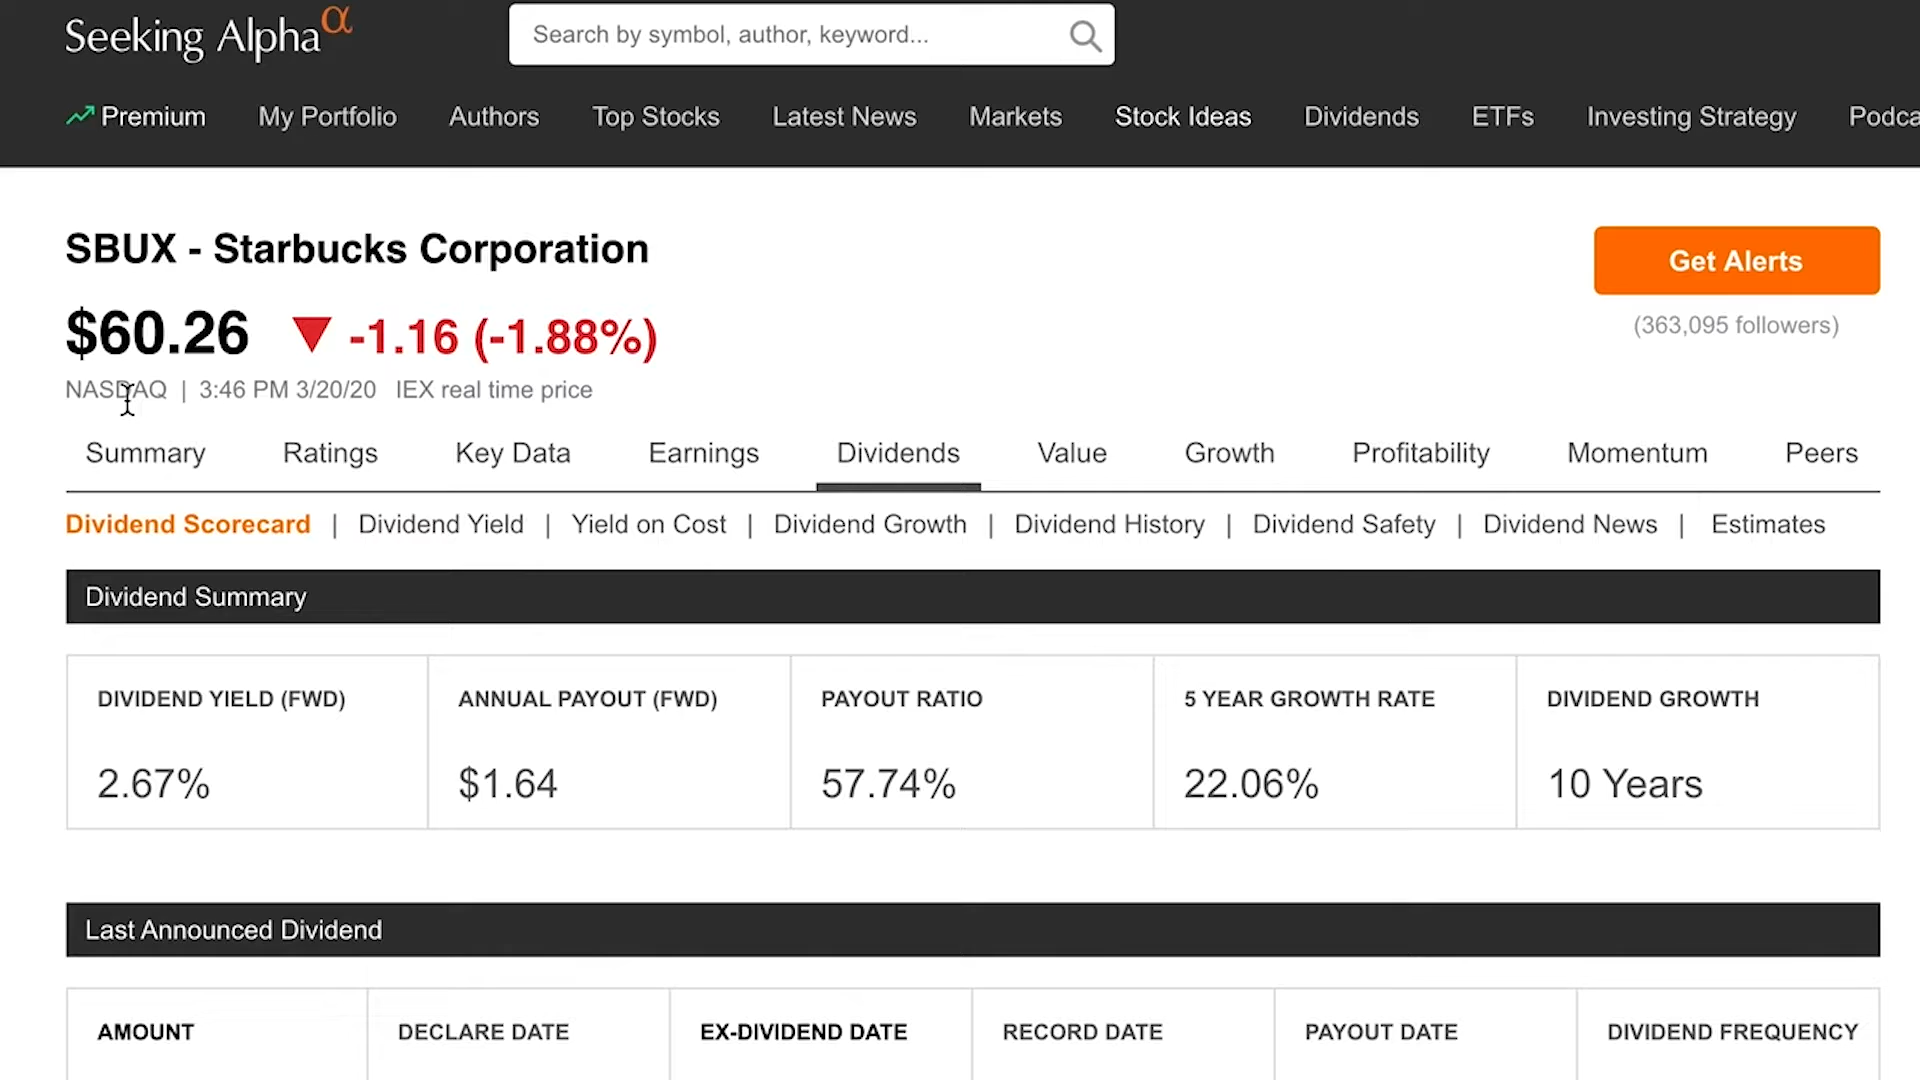 Seeking Alpha α
Search by symbol, author, keyword...
Premium My Portfolio Authors Top Stocks Latest News Markets Stock Ideas Dividends ETFs Investing Strategy Podca
SBUX - Starbucks Corporation
Get Alerts
$60.26 ▼ -1.16 (-1.88%)
(363,095 followers)
NASDAQ | 3:46 PM 3/20/20 IEX real time price
Summary Ratings Key Data Earnings Dividends Value Growth Profitability Momentum Peers
Dividend Scorecard | Dividend Yield | Yield on Cost | Dividend Growth | Dividend History | Dividend Safety | Dividend News | Estimates
Dividend Summary
DIVIDEND YIELD (FWD) ANNUAL PAYOUT (FWD) PAYOUT RATIO 5 YEAR GROWTH RATE DIVIDEND GROWTH
2.67% $1.64 57.74% 22.06% 10 Years
Last Announced Dividend
AMOUNT DECLARE DATE EX-DIVIDEND DATE RECORD DATE PAYOUT DATE DIVIDEND FREQUENCY